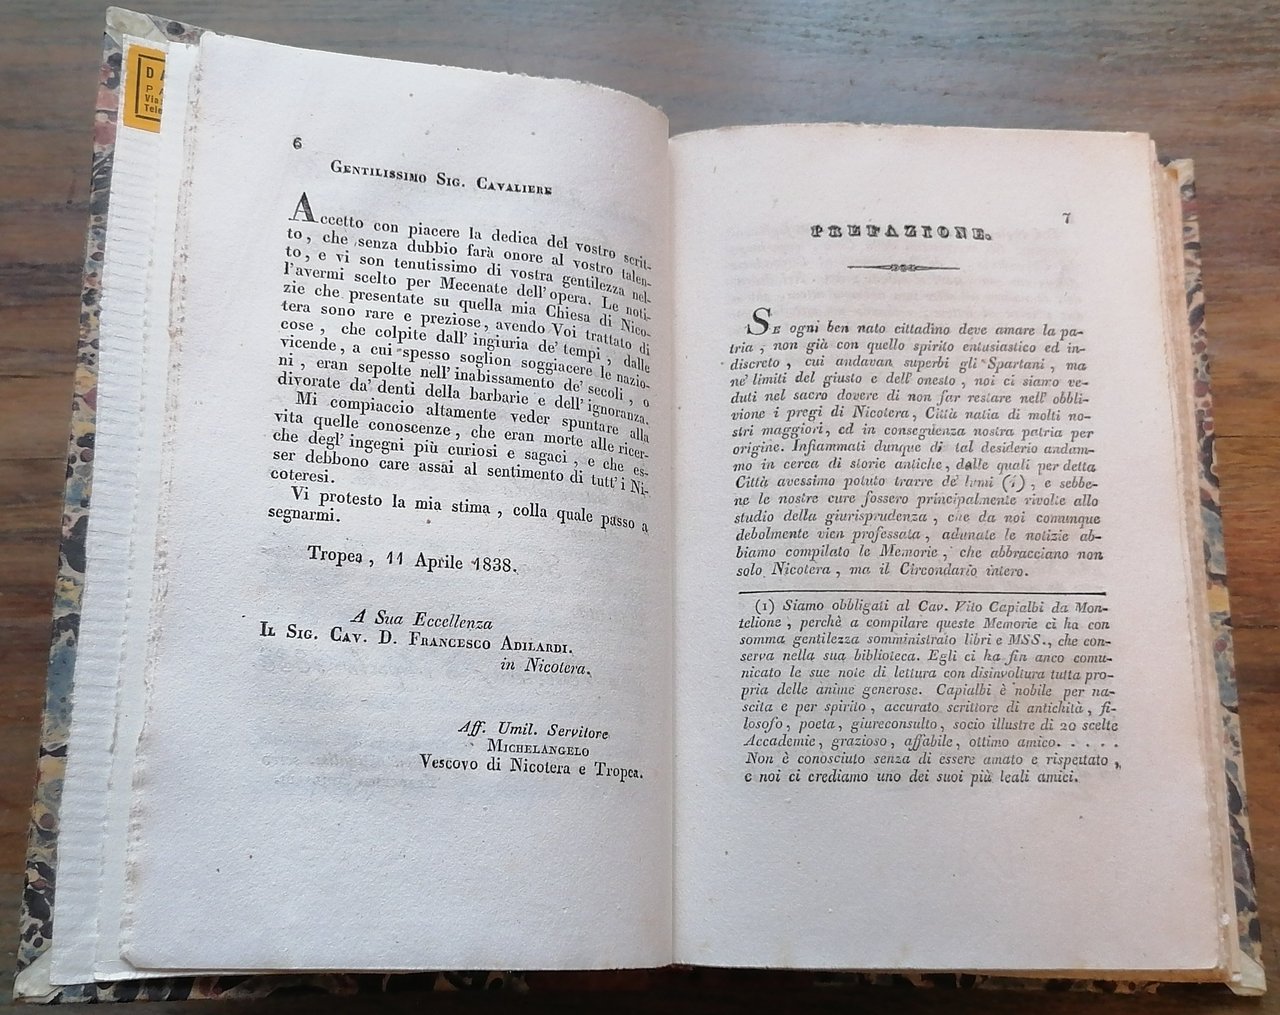 D
P
Via
Tele
6
Gentilissimo Sig. Cavaliere
Accetto con piacere la dedica del vostro scrit-
to, che senza dubbio farà onore al vostro talen-
to, e vi son tenutissimo di vostra gentilezza nel-
l'avermi scelto per Mecenate dell'opera. Le noti-
zie che presentate su quella mia Chiesa di Nico-
tera sono rare e preziose, avendo Voi trattato di
cose, che colpite dall'ingiuria de' tempi, dalle
vicende, a cui spesso soglion soggiacere le nazio-
ni, eran sepolte nell'inabissamento de' secoli, o
divorate da' denti della barbarie e dell'ignoranza.
Mi compiaccio altamente veder spuntare alla
vita quelle conoscenze, che eran morte alle ricer-
che degl'ingegni più curiosi e sagaci, e che es-
ser debbono care assai al sentimento di tutt'i Ni-
coteresi.
Vi protesto la mia stima, colla quale passo a
segnarmi.
Tropea, 11 Aprile 1838.
A Sua Eccellenza
Il Sig. Cav. D. Francesco Adilardi.
in Nicotera.
Aff. Umil. Servitore
Michelangelo
Vescovo di Nicotera e Tropea.
7
PREFAZIONE.
Se ogni ben nato cittadino deve amare la pa-
tria, non già con quello spirito entusiastico ed in-
discreto, cui andavan superbi gli Spartani, ma
ne' limiti del giusto e dell'onesto, noi ci siamo ve-
duti nel sacro dovere di non far restare nell'obbli-
vione i pregi di Nicotera, Città natia di molti no-
stri maggiori, ed in conseguenza nostra patria per
origine. Infiammati dunque di tal desiderio andam-
mo in cerca di storie antiche, dalle quali per detta
Città avessimo potuto trarre de' lumi (1), e sebbe-
ne le nostre cure fossero principalmente rivolte allo
studio della giurisprudenza, che da noi comunque
debolmente vien professata, adunate le notizie ab-
biamo compilato le Memorie, che abbracciano non
solo Nicotera, ma il Circondario intero.
(1) Siamo obbligati al Cav. Vito Capialbi da Mon-
telione, perchè a compilare queste Memorie ci ha con
somma gentilezza somministrato libri e MSS., che con-
serva nella sua biblioteca. Egli ci ha fin anco comu-
nicato le sue note di lettura con disinvoltura tutta pro-
pria delle anime generose. Capialbi è nobile per na-
scita e per spirito, accurato scrittore di antichità, fi-
losofo, poeta, giureconsulto, socio illustre di 20 scelte
Accademie, grazioso, affabile, ottimo amico. . . . .
Non è conosciuto senza di essere amato e rispettato,
e noi ci crediamo uno dei suoi più leali amici.